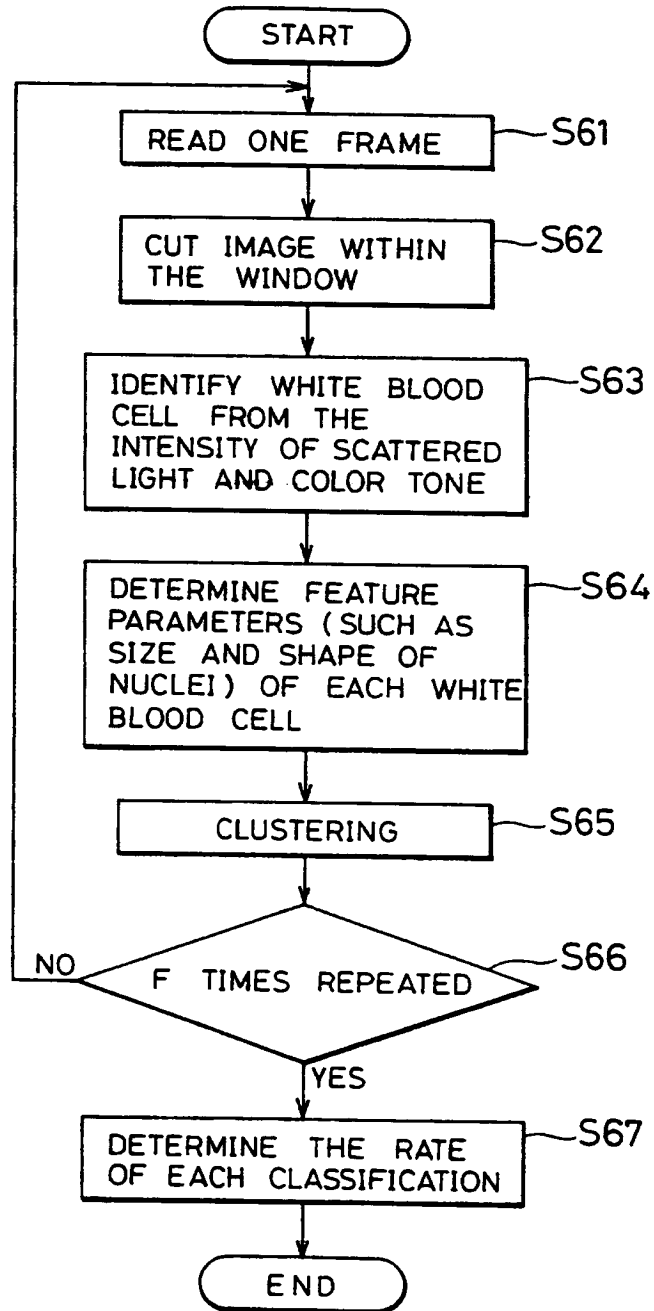 START
READ ONE FRAME
S61
CUT IMAGE WITHIN
THE WINDOW
S62
IDENTIFY WHITE BLOOD
CELL FROM THE
INTENSITY OF SCATTERED
LIGHT AND COLOR TONE
S63
DETERMINE FEATURE
PARAMETERS (SUCH AS
SIZE AND SHAPE OF
NUCLEI) OF EACH WHITE
BLOOD CELL
S64
CLUSTERING
S65
NO
F TIMES REPEATED
S66
YES
DETERMINE THE RATE
OF EACH CLASSIFICATION
S67
END